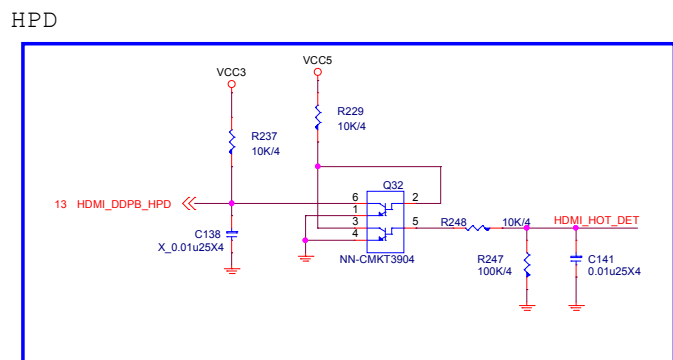 HPD
VCC3
VCC5
R237
10K/4
R229
10K/4
Q32
13 HDMI_DDPB_HPD
6
1
3
4
2
5
R248
10K/4
HDMI_HOT_DET
C138
X_0.01u25X4
NN-CMKT3904
R247
100K/4
C141
0.01u25X4